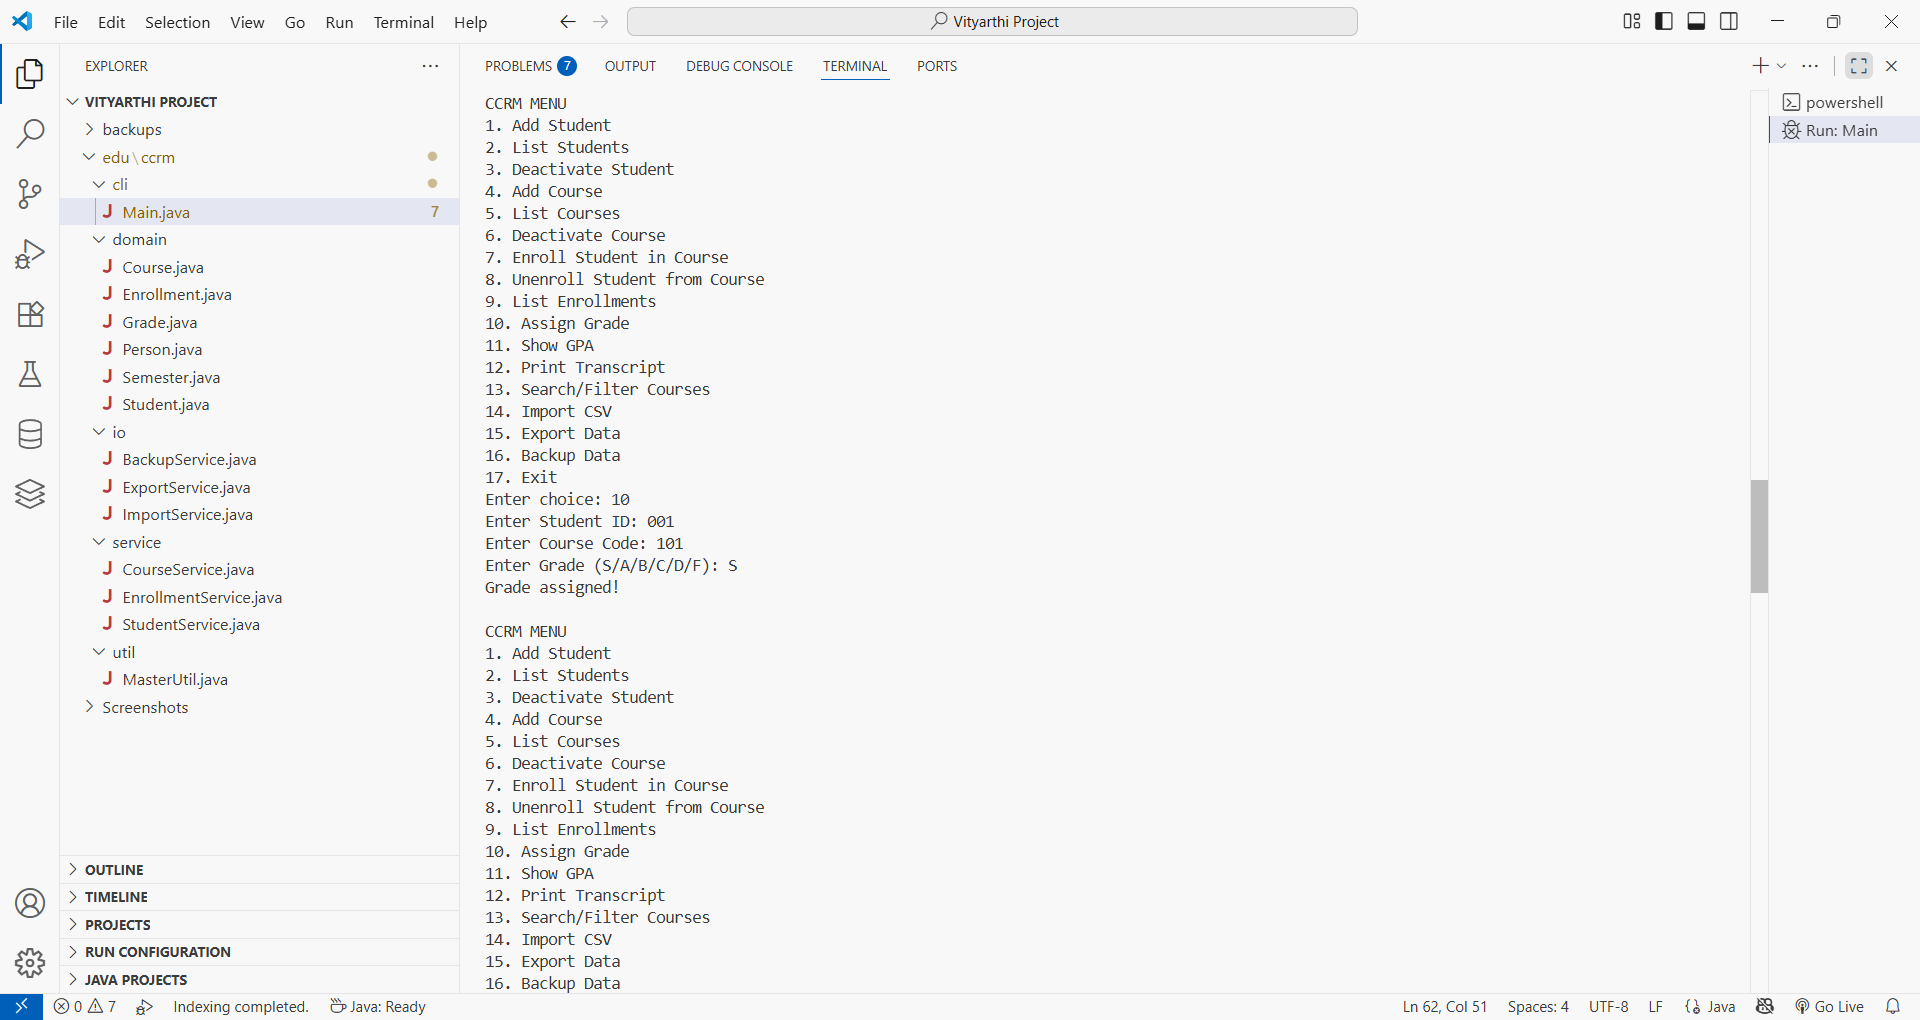 File Edit Selection View Go Run Terminal Help
Vityarthi Project
EXPLORER
VITYARTHI PROJECT
backups
edu\ccrm
cli
Main.java 7
domain
Course.java
Enrollment.java
Grade.java
Person.java
Semester.java
Student.java
io
BackupService.java
ExportService.java
ImportService.java
service
CourseService.java
EnrollmentService.java
StudentService.java
util
MasterUtil.java
Screenshots
OUTLINE
TIMELINE
PROJECTS
RUN CONFIGURATION
JAVA PROJECTS
PROBLEMS 7 OUTPUT DEBUG CONSOLE TERMINAL PORTS
CCRM MENU
1. Add Student
2. List Students
3. Deactivate Student
4. Add Course
5. List Courses
6. Deactivate Course
7. Enroll Student in Course
8. Unenroll Student from Course
9. List Enrollments
10. Assign Grade
11. Show GPA
12. Print Transcript
13. Search/Filter Courses
14. Import CSV
15. Export Data
16. Backup Data
17. Exit
Enter choice: 10
Enter Student ID: 001
Enter Course Code: 101
Enter Grade (S/A/B/C/D/F): S
Grade assigned!
CCRM MENU
1. Add Student
2. List Students
3. Deactivate Student
4. Add Course
5. List Courses
6. Deactivate Course
7. Enroll Student in Course
8. Unenroll Student from Course
9. List Enrollments
10. Assign Grade
11. Show GPA
12. Print Transcript
13. Search/Filter Courses
14. Import CSV
15. Export Data
16. Backup Data
powershell
Run: Main
0 7 Indexing completed. Java: Ready
Ln 62, Col 51 Spaces: 4 UTF-8 LF Java Go Live